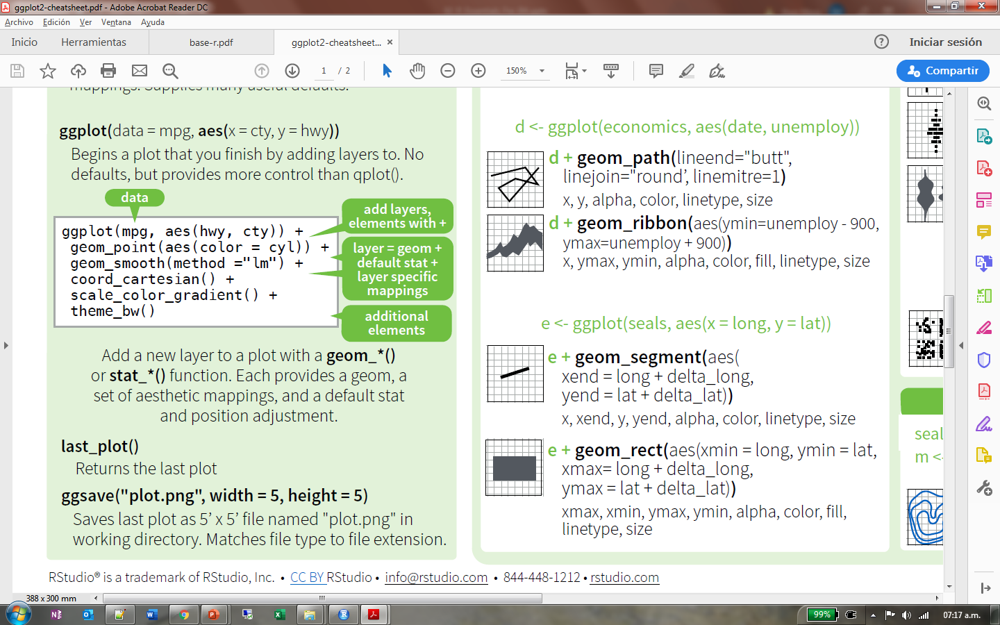 ggplot2-cheatsheet.pdf - Adobe Acrobat Reader DC
Archivo Edición Ver Ventana Ayuda
Inicio Herramientas base-r.pdf ggplot2-cheatsheet... × Iniciar sesión
1 / 2 150% Compartir
mappings. Supplies many useful defaults.
ggplot(data = mpg, aes(x = cty, y = hwy))
Begins a plot that you finish by adding layers to. No
defaults, but provides more control than qplot().
data
add layers,
elements with +
ggplot(mpg, aes(hwy, cty)) +
geom_point(aes(color = cyl)) +
geom_smooth(method ="lm") +
coord_cartesian() +
scale_color_gradient() +
theme_bw()
layer = geom +
default stat +
layer specific
mappings
additional
elements
Add a new layer to a plot with a geom_*()
or stat_*() function. Each provides a geom, a
set of aesthetic mappings, and a default stat
and position adjustment.
last_plot()
Returns the last plot
ggsave("plot.png", width = 5, height = 5)
Saves last plot as 5’ x 5’ file named "plot.png" in
working directory. Matches file type to file extension.
d <- ggplot(economics, aes(date, unemploy))
d + geom_path(lineend="butt",
linejoin="round’, linemitre=1)
x, y, alpha, color, linetype, size
d + geom_ribbon(aes(ymin=unemploy - 900,
ymax=unemploy + 900))
x, ymax, ymin, alpha, color, fill, linetype, size
e <- ggplot(seals, aes(x = long, y = lat))
e + geom_segment(aes(
xend = long + delta_long,
yend = lat + delta_lat))
x, xend, y, yend, alpha, color, linetype, size
e + geom_rect(aes(xmin = long, ymin = lat,
xmax= long + delta_long,
ymax = lat + delta_lat))
xmax, xmin, ymax, ymin, alpha, color, fill,
linetype, size
seal
m <-
RStudio® is a trademark of RStudio, Inc. • CC BY RStudio • info@rstudio.com • 844-448-1212 • rstudio.com
388 x 300 mm
99% 07:17 a.m.